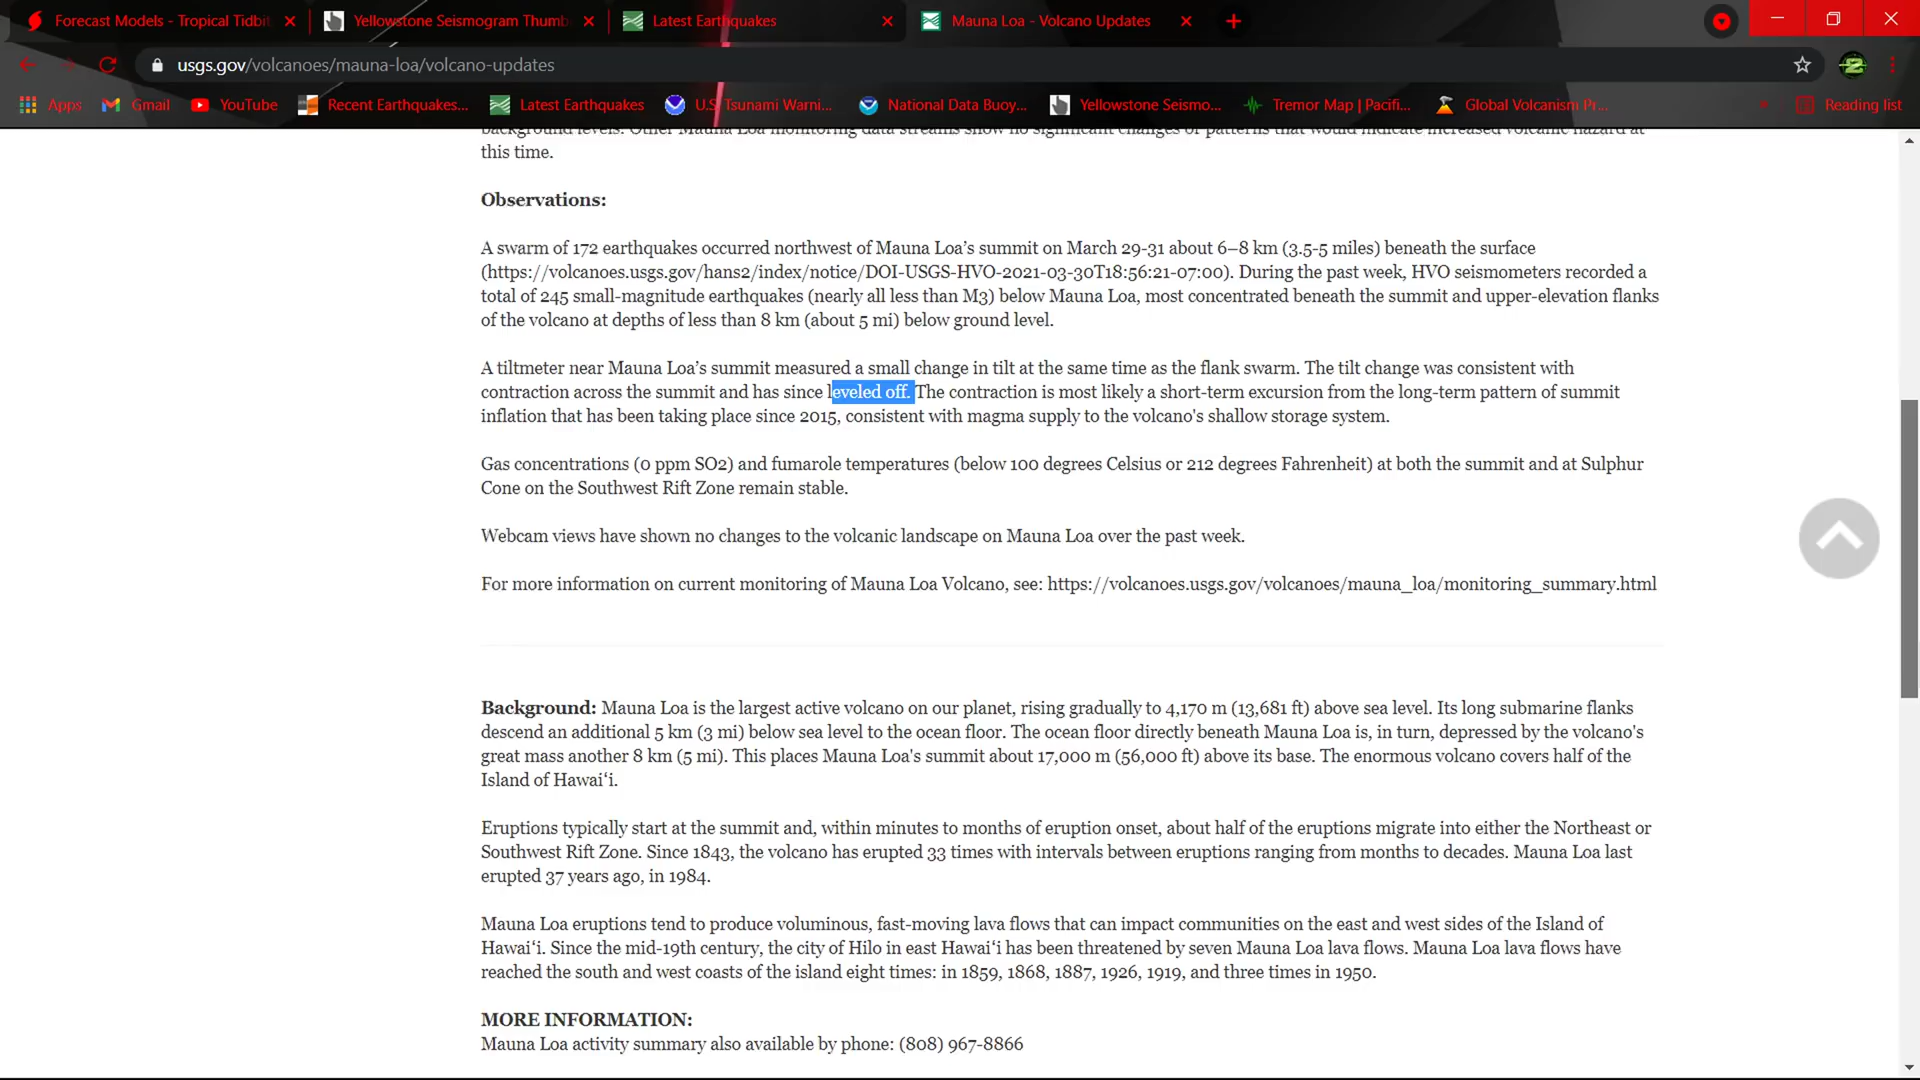 Forecast Models - Tropical Tidbit
Yellowstone Seismogram Thumb
Latest Earthquakes
Mauna Loa - Volcano Updates
usgs.gov/volcanoes/mauna-loa/volcano-updates
Apps
Gmail
YouTube
Recent Earthquakes...
Latest Earthquakes
U.S. Tsunami Warni...
National Data Buoy...
Yellowstone Seismo...
Tremor Map | Pacifi...
Global Volcanism Pr...
Reading list
background levels. Other Mauna Loa monitoring data streams show no significant changes or patterns that would indicate increased volcanic hazard at
this time.
Observations:
A swarm of 172 earthquakes occurred northwest of Mauna Loa’s summit on March 29-31 about 6–8 km (3.5-5 miles) beneath the surface
(https://volcanoes.usgs.gov/hans2/index/notice/DOI-USGS-HVO-2021-03-30T18:56:21-07:00). During the past week, HVO seismometers recorded a
total of 245 small-magnitude earthquakes (nearly all less than M3) below Mauna Loa, most concentrated beneath the summit and upper-elevation flanks
of the volcano at depths of less than 8 km (about 5 mi) below ground level.
A tiltmeter near Mauna Loa’s summit measured a small change in tilt at the same time as the flank swarm. The tilt change was consistent with
contraction across the summit and has since leveled off. The contraction is most likely a short-term excursion from the long-term pattern of summit
inflation that has been taking place since 2015, consistent with magma supply to the volcano's shallow storage system.
Gas concentrations (0 ppm SO2) and fumarole temperatures (below 100 degrees Celsius or 212 degrees Fahrenheit) at both the summit and at Sulphur
Cone on the Southwest Rift Zone remain stable.
Webcam views have shown no changes to the volcanic landscape on Mauna Loa over the past week.
For more information on current monitoring of Mauna Loa Volcano, see: https://volcanoes.usgs.gov/volcanoes/mauna_loa/monitoring_summary.html
Background: Mauna Loa is the largest active volcano on our planet, rising gradually to 4,170 m (13,681 ft) above sea level. Its long submarine flanks
descend an additional 5 km (3 mi) below sea level to the ocean floor. The ocean floor directly beneath Mauna Loa is, in turn, depressed by the volcano's
great mass another 8 km (5 mi). This places Mauna Loa's summit about 17,000 m (56,000 ft) above its base. The enormous volcano covers half of the
Island of Hawaiʻi.
Eruptions typically start at the summit and, within minutes to months of eruption onset, about half of the eruptions migrate into either the Northeast or
Southwest Rift Zone. Since 1843, the volcano has erupted 33 times with intervals between eruptions ranging from months to decades. Mauna Loa last
erupted 37 years ago, in 1984.
Mauna Loa eruptions tend to produce voluminous, fast-moving lava flows that can impact communities on the east and west sides of the Island of
Hawaiʻi. Since the mid-19th century, the city of Hilo in east Hawaiʻi has been threatened by seven Mauna Loa lava flows. Mauna Loa lava flows have
reached the south and west coasts of the island eight times: in 1859, 1868, 1887, 1926, 1919, and three times in 1950.
MORE INFORMATION:
Mauna Loa activity summary also available by phone: (808) 967-8866